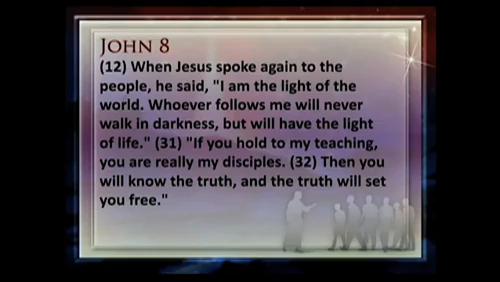 JOHN 8
(12) When Jesus spoke again to the
people, he said, "I am the light of the
world. Whoever follows me will never
walk in darkness, but will have the light
of life." (31) "If you hold to my teaching,
you are really my disciples. (32) Then you
will know the truth, and the truth will set
you free."